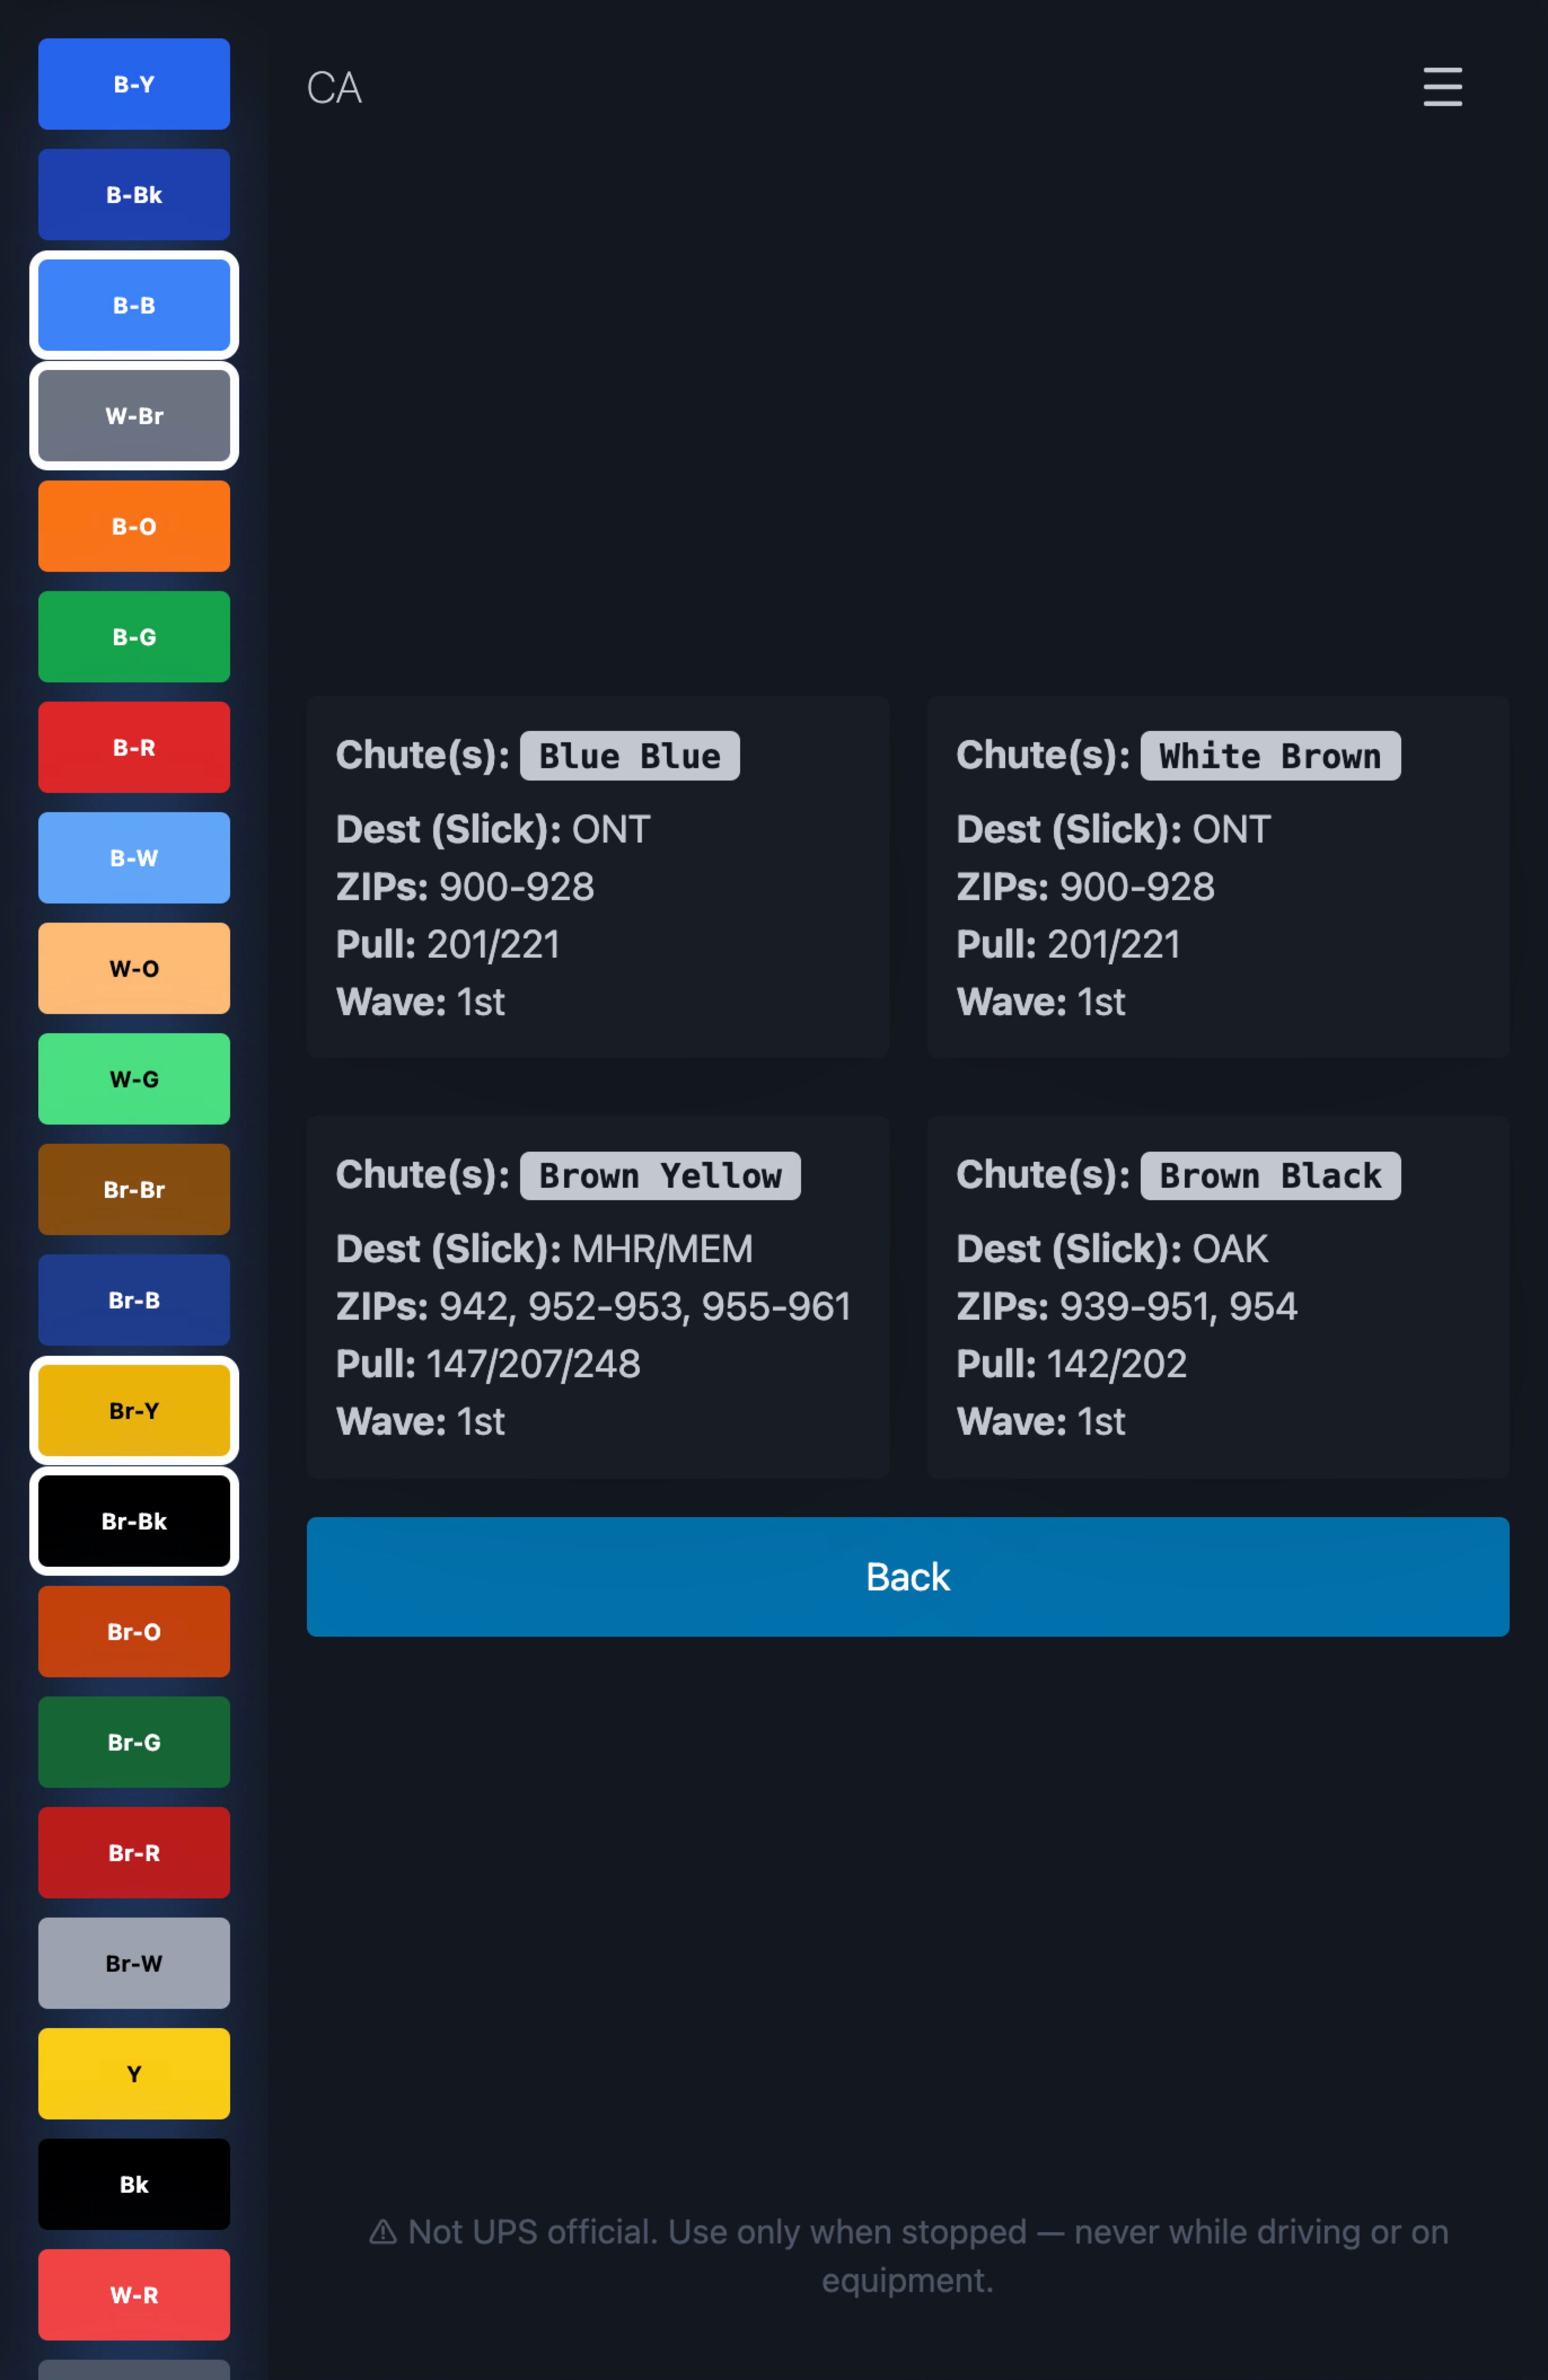 B-Y
B-Bk
B-B
W-Br
B-O
B-G
B-R
B-W
W-O
W-G
Br-Br
Br-B
Br-Y
Br-Bk
Br-O
Br-G
Br-R
Br-W
Y
Bk
W-R
CA
Chute(s): Blue Blue
Dest (Slick): ONT
ZIPs: 900-928
Pull: 201/221
Wave: 1st
Chute(s): White Brown
Dest (Slick): ONT
ZIPs: 900-928
Pull: 201/221
Wave: 1st
Chute(s): Brown Yellow
Dest (Slick): MHR/MEM
ZIPs: 942, 952-953, 955-961
Pull: 147/207/248
Wave: 1st
Chute(s): Brown Black
Dest (Slick): OAK
ZIPs: 939-951, 954
Pull: 142/202
Wave: 1st
Back
⚠ Not UPS official. Use only when stopped — never while driving or on
equipment.